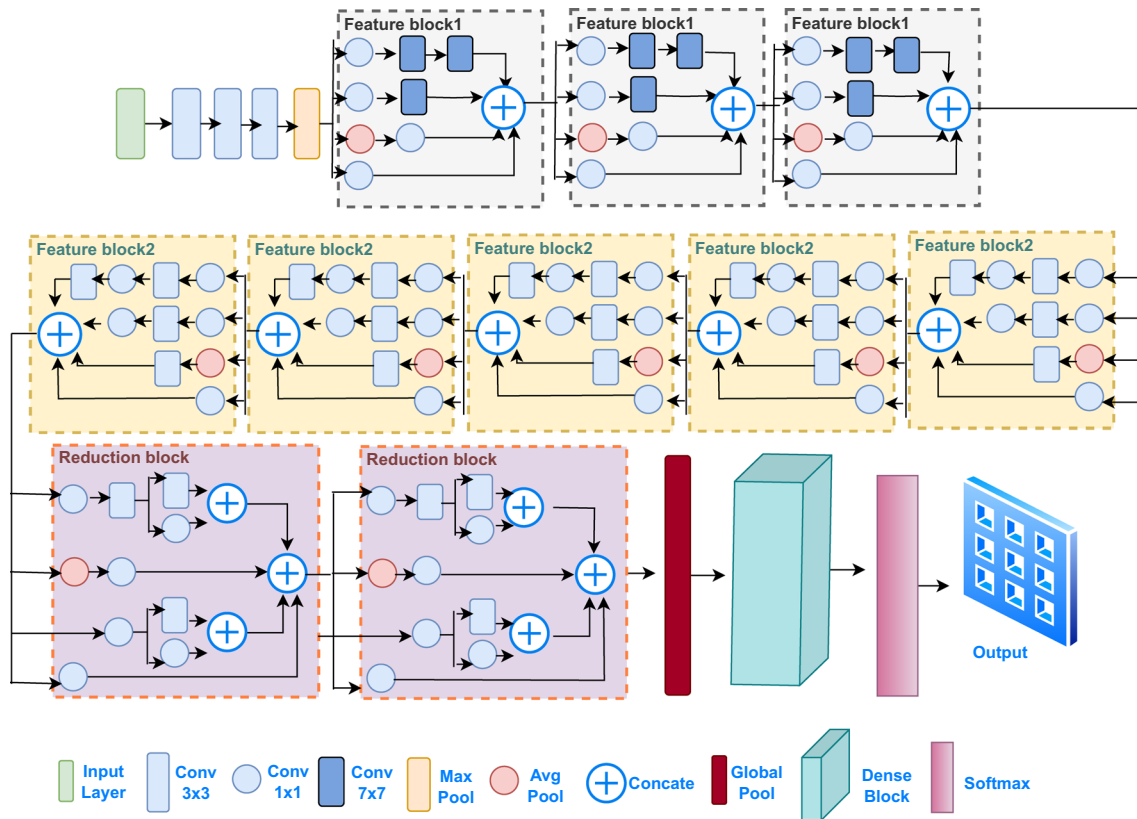 Feature block1
Feature block1
Feature block1
Feature block2
Feature block2
Feature block2
Feature block2
Feature block2
Reduction block
Reduction block
Output
Input
Layer
Conv
3x3
Conv
1x1
Conv
7x7
Max
Pool
Avg
Pool
Concate
Global
Pool
Dense
Block
Softmax